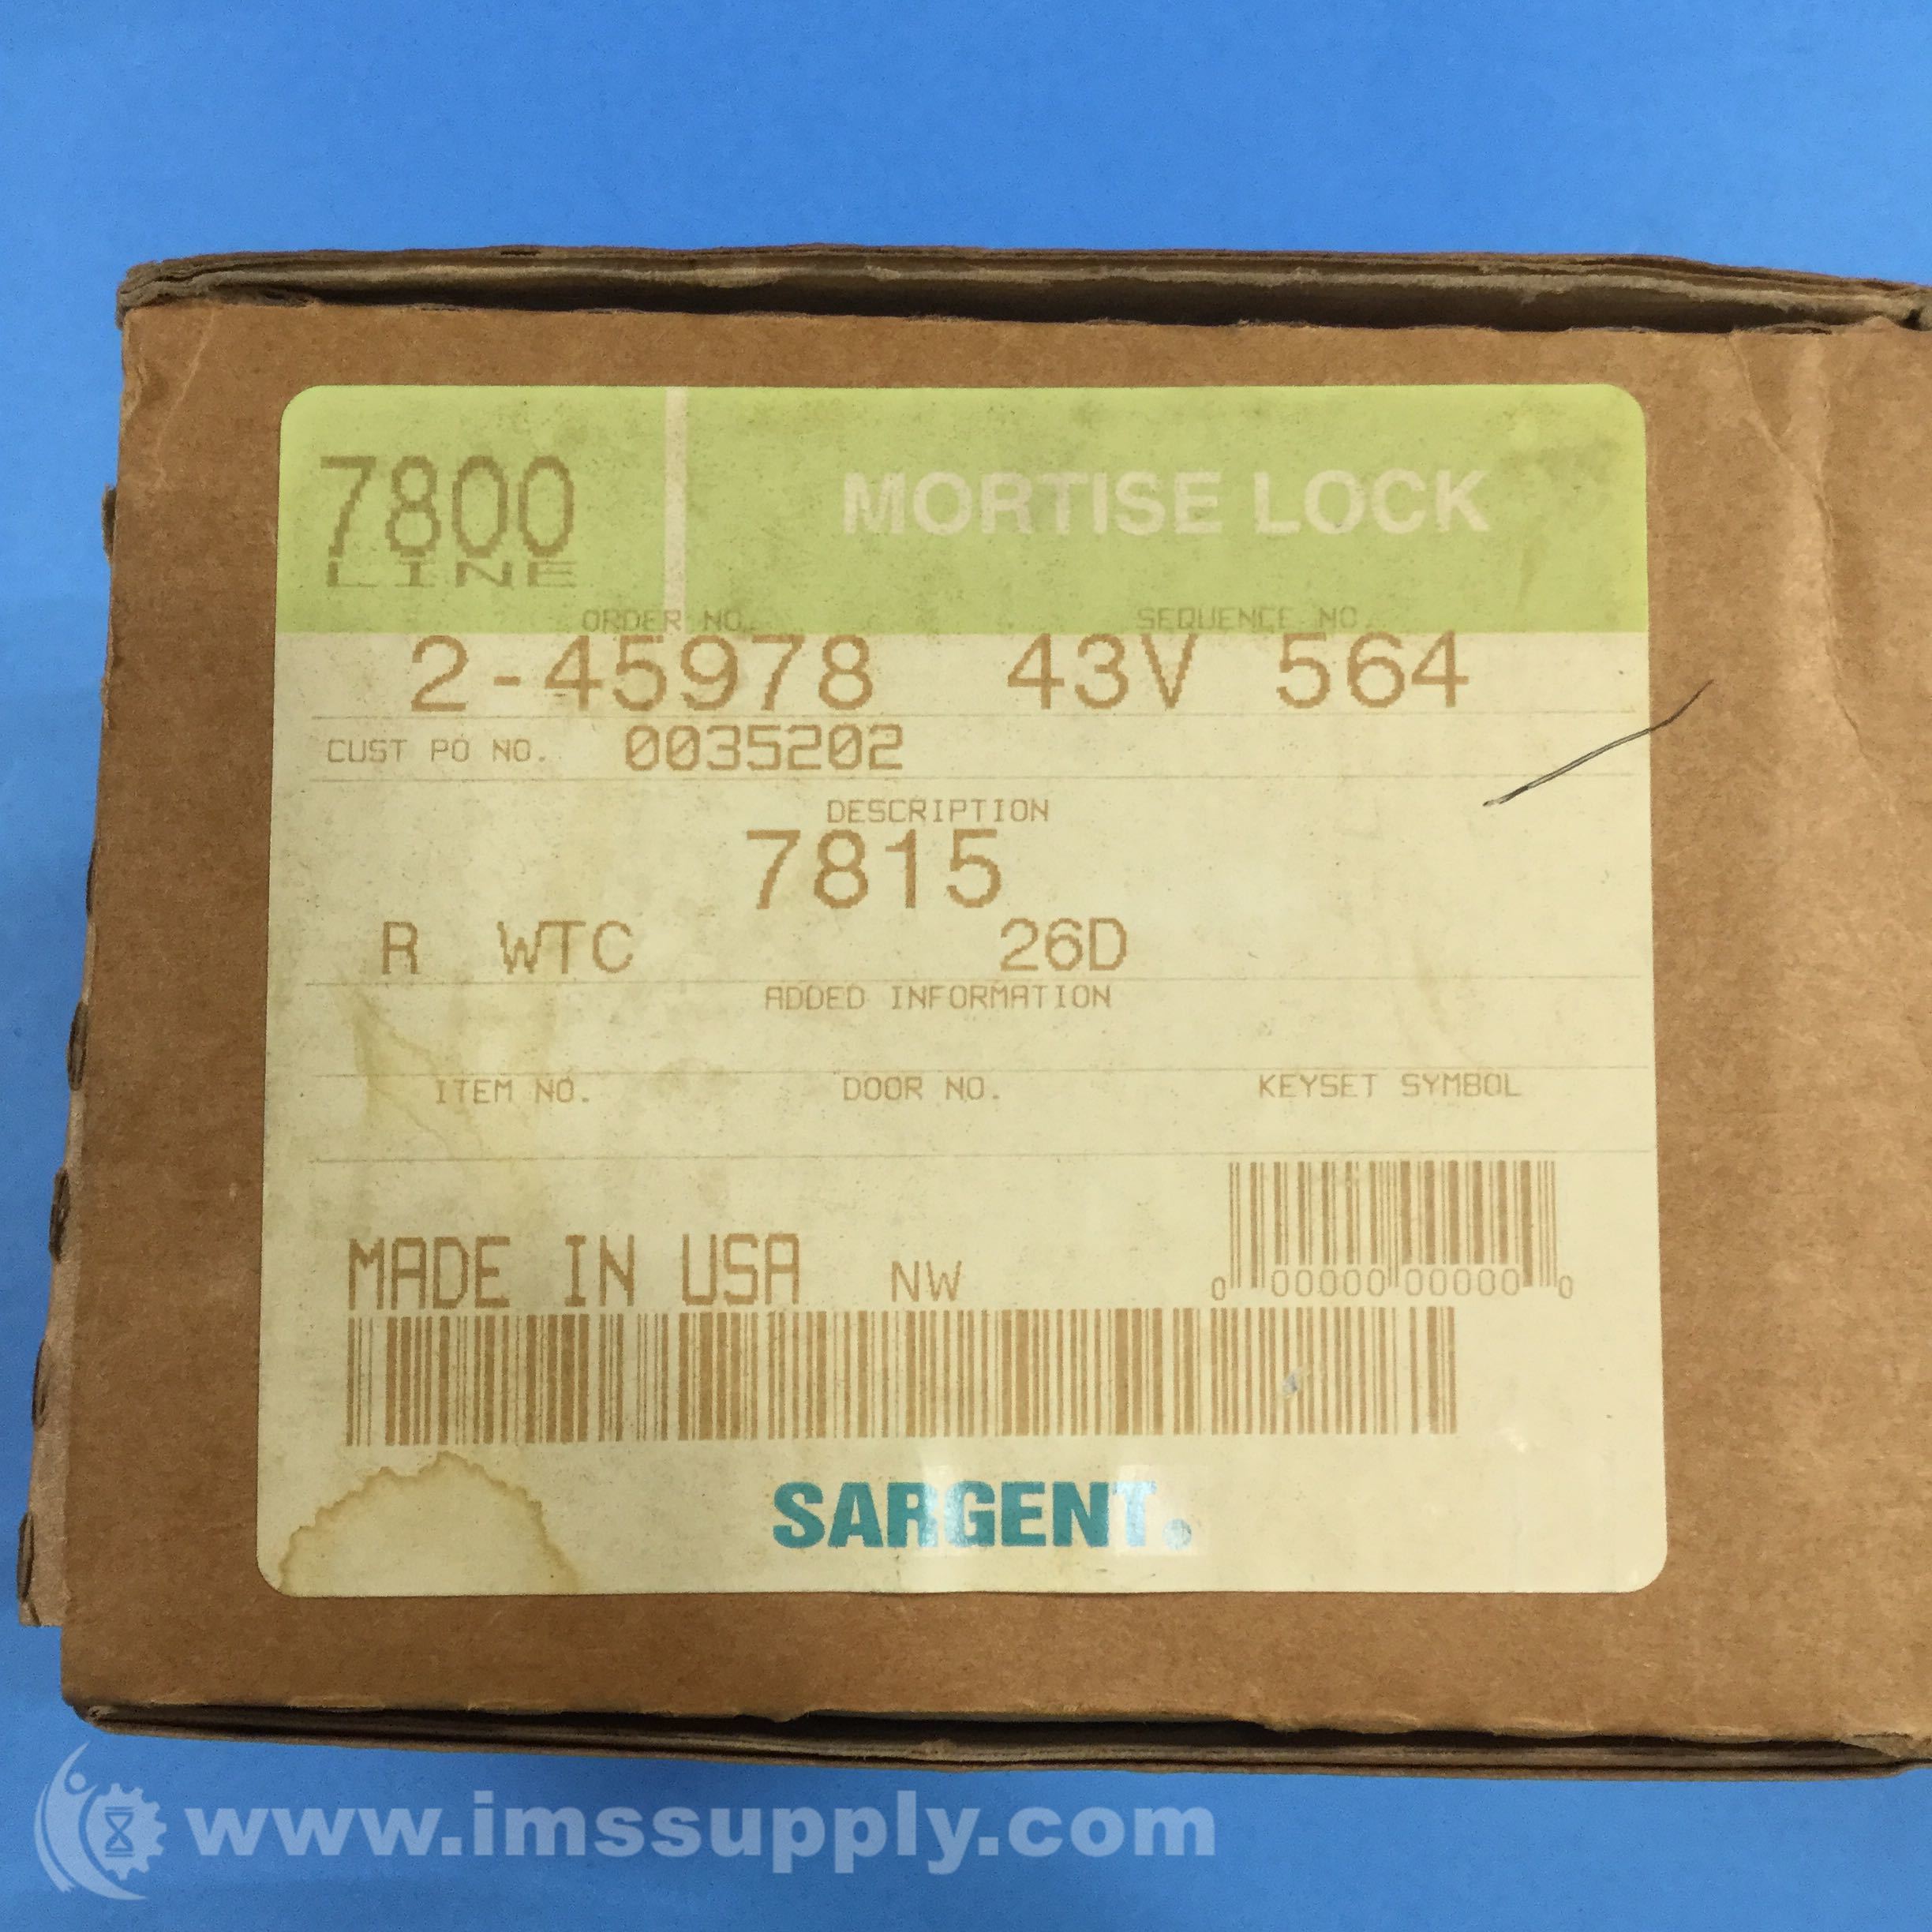 7800 MORTISE LOCK
LINE
ORDER NO. SEQUENCE NO.
2-45978 43V 564
CUST PO NO. 0035202
DESCRIPTION
7815
R WTC 26D
ADDED INFORMATION
ITEM NO. DOOR NO. KEYSET SYMBOL
MADE IN USA NW
0 00000 00000 0
SARGENT.
www.imssupply.com